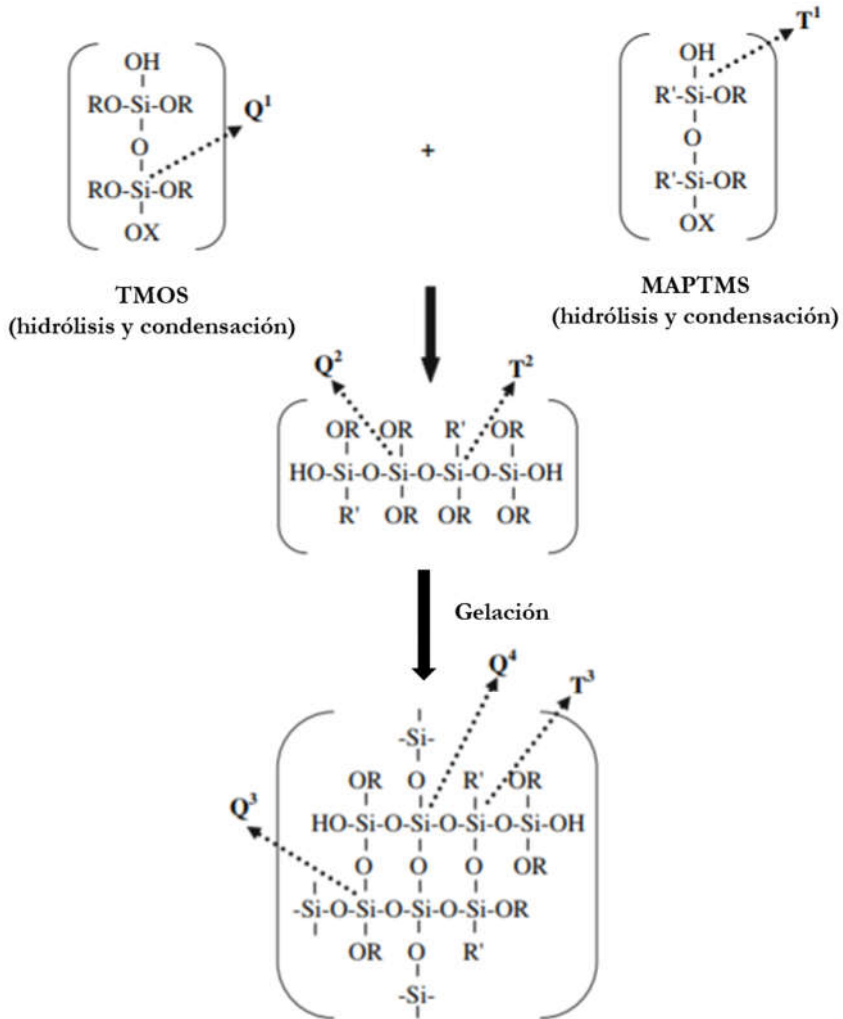 T¹
OH
OH
RO-Si-OR
Q¹
R'-Si-OR
O
+
O
RO-Si-OR
R'-Si-OR
OX
OX
TMOS
(hidrólisis y condensación)
MAPTMS
(hidrólisis y condensación)
Q²
T²
OR OR R' OR
HO-Si-O-Si-O-Si-O-Si-OH
R' OR OR OR
Gelación
Q⁴
T³
-Si-
OR O R' OR
Q³
HO-Si-O-Si-O-Si-O-Si-OH
O O O OR
-Si-O-Si-O-Si-O-Si-OR
OR O R'
-Si-